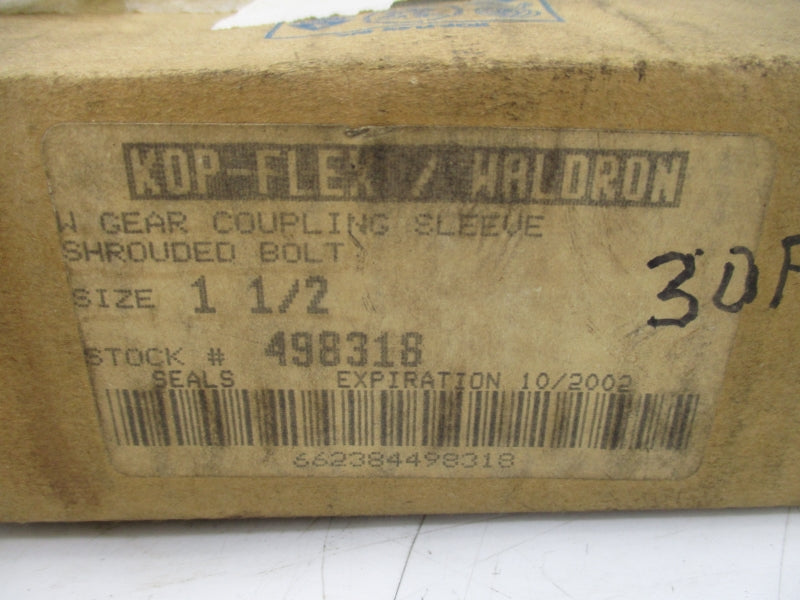 KOP-FLEX / WALDRON
W GEAR COUPLING SLEEVE
SHROUDED BOLT
SIZE 1 1/2
30F
STOCK # 498318
SEALS EXPIRATION 10/2002
662384498318